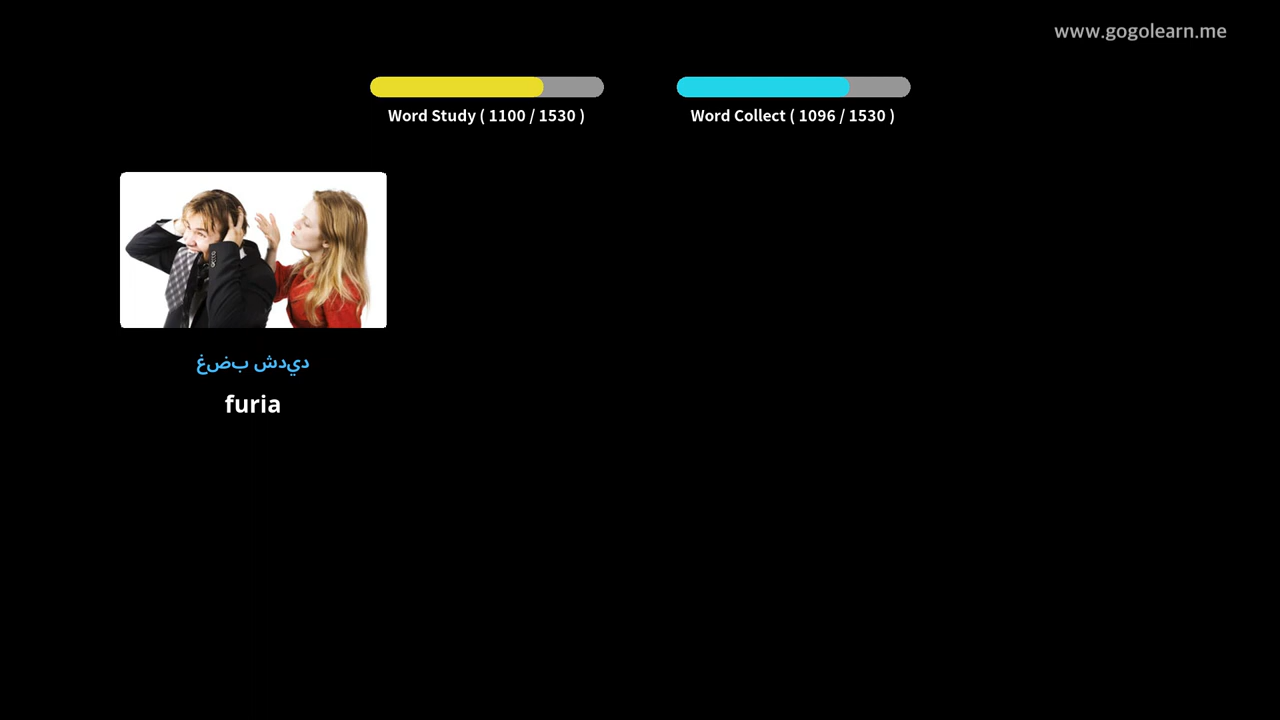 www.gogolearn.me
Word Study ( 1100 / 1530 )
Word Collect ( 1096 / 1530 )
غضب شديد
furia